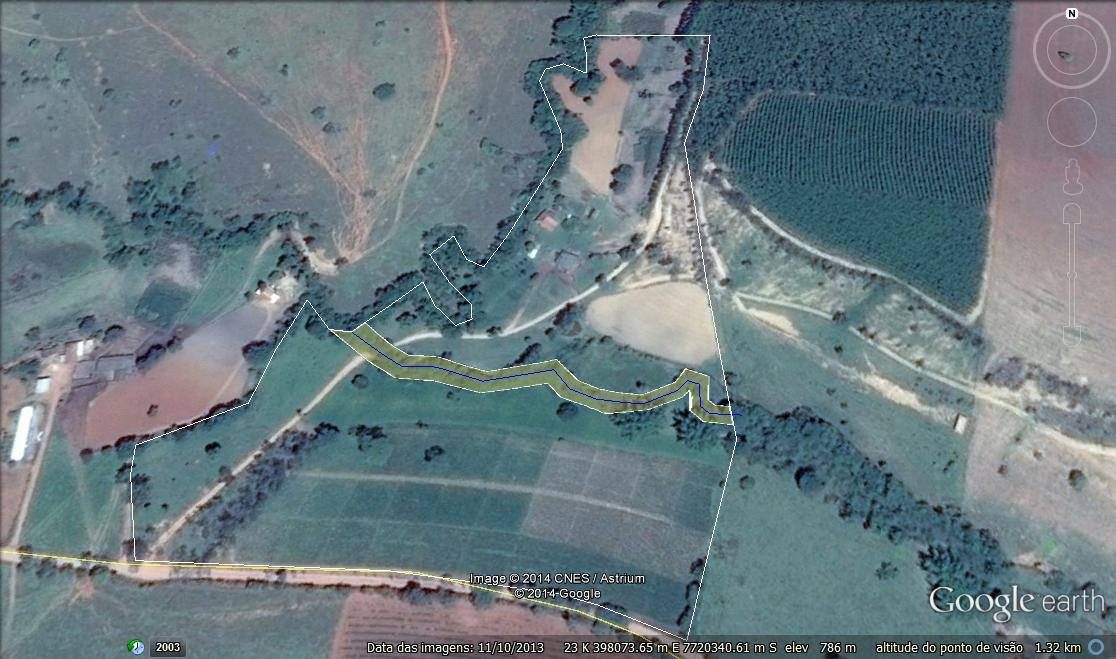 N
Image © 2014 CNES / Astrium
© 2014 Google
Google earth
2003
Data das imagens: 11/10/2013 23 K 398073.65 m E 7720340.61 m S elev 786 m altitude do ponto de visão 1.32 km